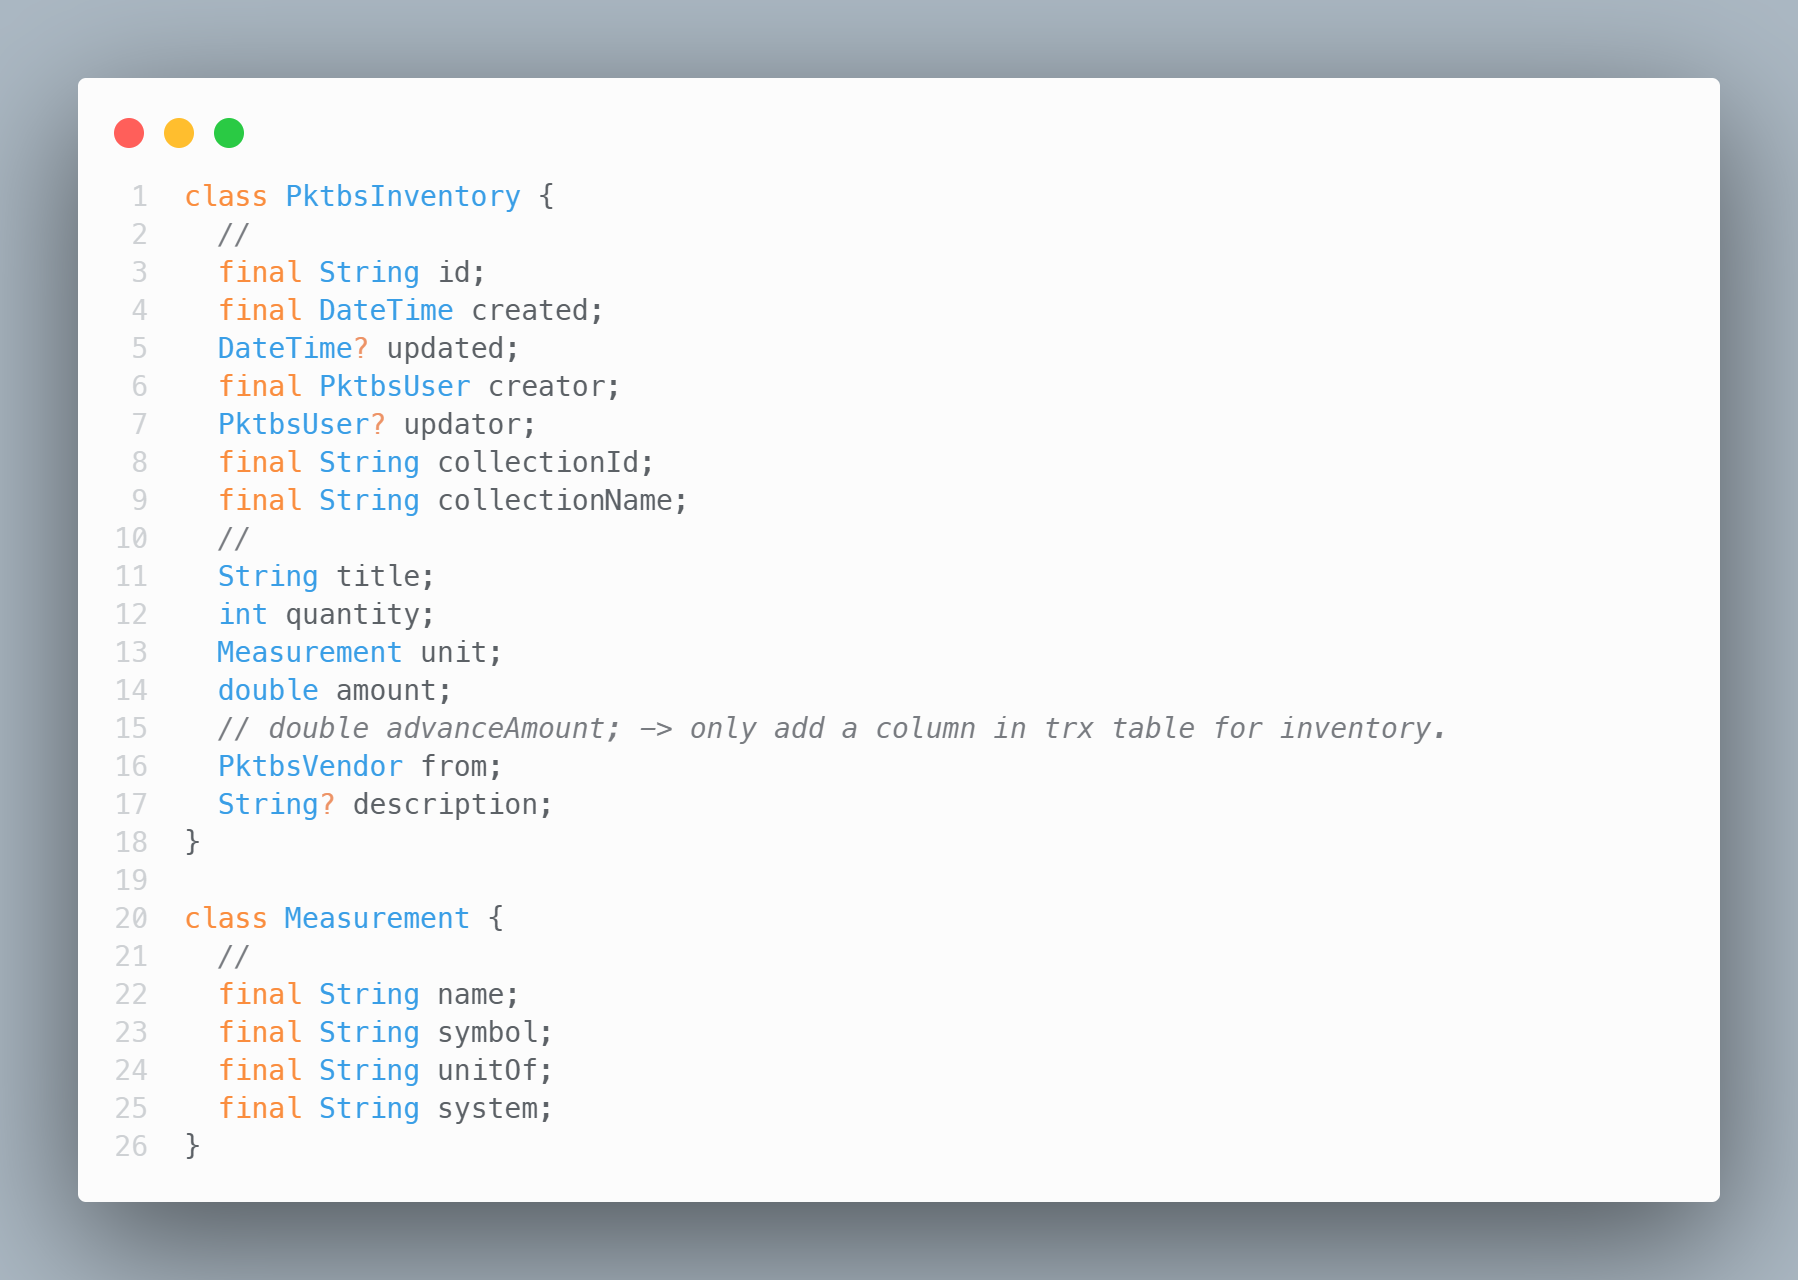 1 class PktbsInventory {
2   //
3   final String id;
4   final DateTime created;
5   DateTime? updated;
6   final PktbsUser creator;
7   PktbsUser? updator;
8   final String collectionId;
9   final String collectionName;
10   //
11   String title;
12   int quantity;
13   Measurement unit;
14   double amount;
15   // double advanceAmount; —> only add a column in trx table for inventory.
16   PktbsVendor from;
17   String? description;
18 }
19
20 class Measurement {
21   //
22   final String name;
23   final String symbol;
24   final String unitOf;
25   final String system;
26 }